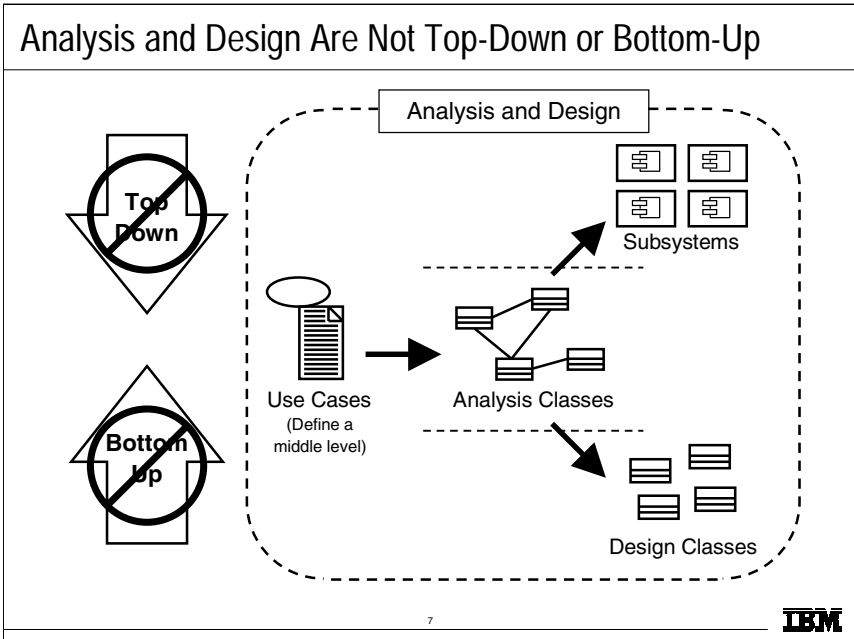 Analysis and Design Are Not Top-Down or Bottom-Up
Analysis and Design
Top
Down
Subsystems
Use Cases
(Define a
middle level)
Analysis Classes
Bottom
Up
Design Classes
7
IBM